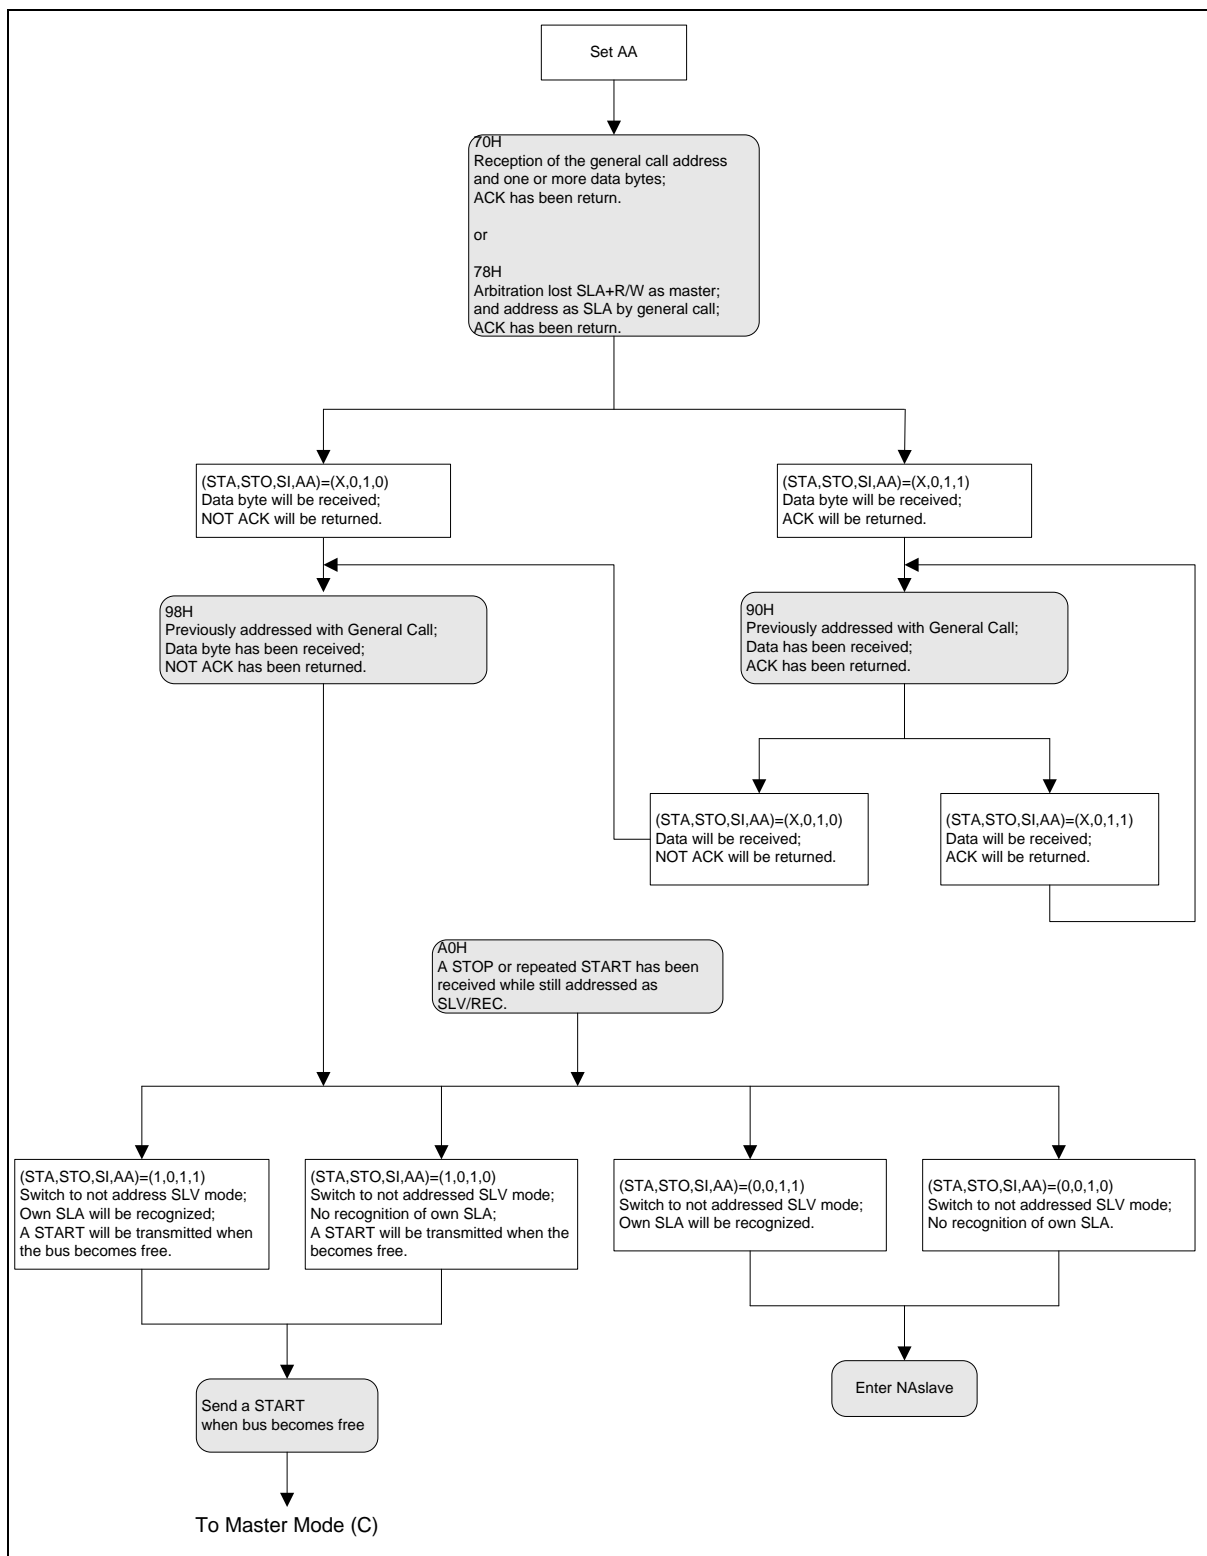 Set AA
70H
Reception of the general call address
and one or more data bytes;
ACK has been return.
or
78H
Arbitration lost SLA+R/W as master;
and address as SLA by general call;
ACK has been return.
(STA,STO,SI,AA)=(X,0,1,0)
Data byte will be received;
NOT ACK will be returned.
(STA,STO,SI,AA)=(X,0,1,1)
Data byte will be received;
ACK will be returned.
98H
Previously addressed with General Call;
Data byte has been received;
NOT ACK has been returned.
90H
Previously addressed with General Call;
Data has been received;
ACK has been returned.
(STA,STO,SI,AA)=(X,0,1,0)
Data will be received;
NOT ACK will be returned.
(STA,STO,SI,AA)=(X,0,1,1)
Data will be received;
ACK will be returned.
A0H
A STOP or repeated START has been
received while still addressed as
SLV/REC.
(STA,STO,SI,AA)=(1,0,1,1)
Switch to not address SLV mode;
Own SLA will be recognized;
A START will be transmitted when
the bus becomes free.
(STA,STO,SI,AA)=(1,0,1,0)
Switch to not addressed SLV mode;
No recognition of own SLA;
A START will be transmitted when the
becomes free.
(STA,STO,SI,AA)=(0,0,1,1)
Switch to not addressed SLV mode;
Own SLA will be recognized.
(STA,STO,SI,AA)=(0,0,1,0)
Switch to not addressed SLV mode;
No recognition of own SLA.
Send a START
when bus becomes free
Enter NAslave
To Master Mode (C)